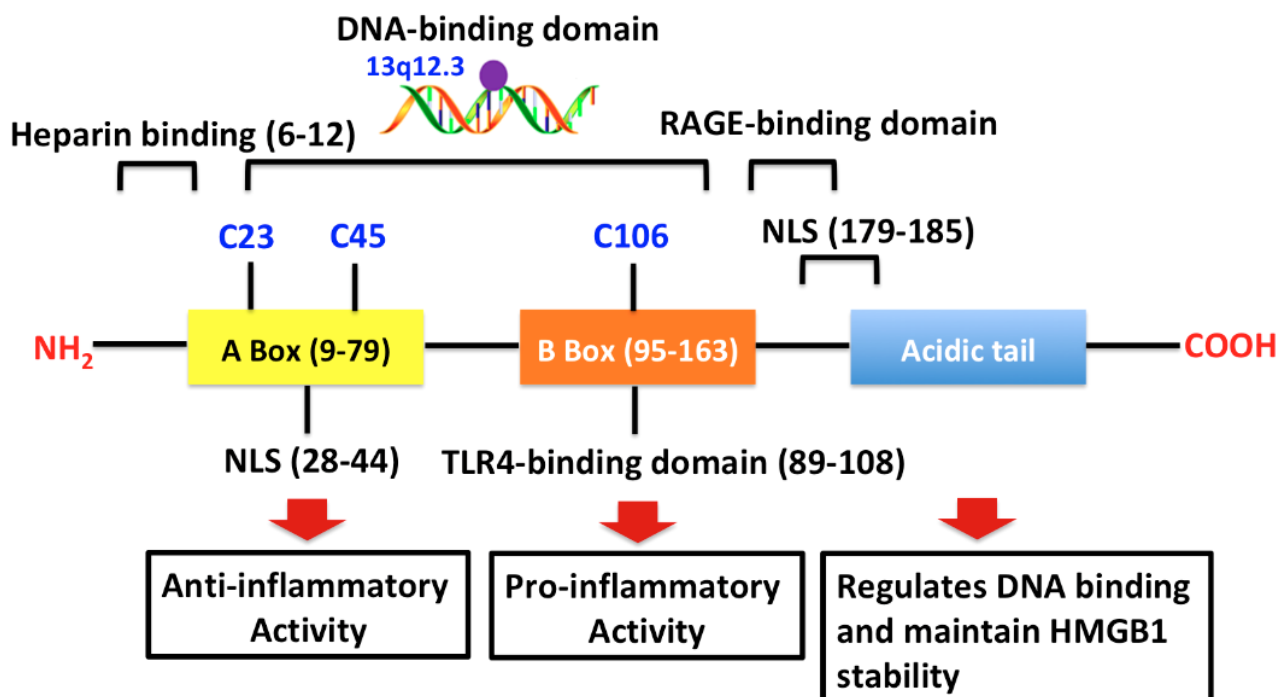 DNA-binding domain
13q12.3
Heparin binding (6-12)
RAGE-binding domain
C23
C45
C106
NLS (179-185)
NH2
A Box (9-79)
B Box (95-163)
Acidic tail
COOH
NLS (28-44)
TLR4-binding domain (89-108)
Anti-inflammatory
Activity
Pro-inflammatory
Activity
Regulates DNA binding
and maintain HMGB1
stability